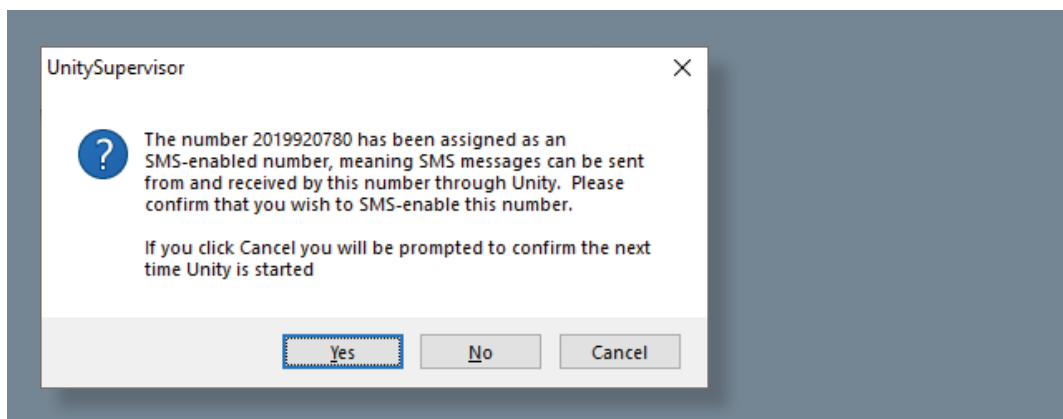 UnitySupervisor
The number 2019920780 has been assigned as an
SMS-enabled number, meaning SMS messages can be sent
from and received by this number through Unity.  Please
confirm that you wish to SMS-enable this number.
If you click Cancel you will be prompted to confirm the next
time Unity is started
Yes No Cancel